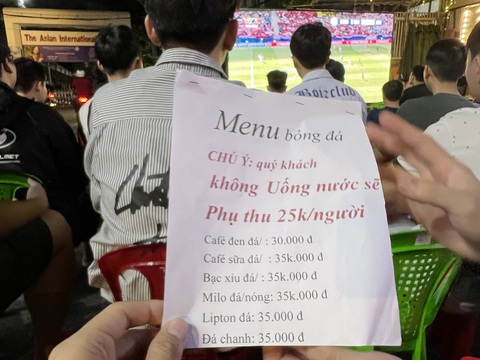 The Asian International
Menu bóng đá
CHÚ Ý: quý khách
không Uống nước sẽ
Phụ thu 25k/người
Café đen đá/ : 30.000 đ
Café sữa đá/ : 35k.000 đ
Bạc xỉu đá/ : 35k.000 đ
Milo đá/nóng: 35k.000 đ
Lipton đá: 35.000 đ
Đá chanh: 35.000 đ